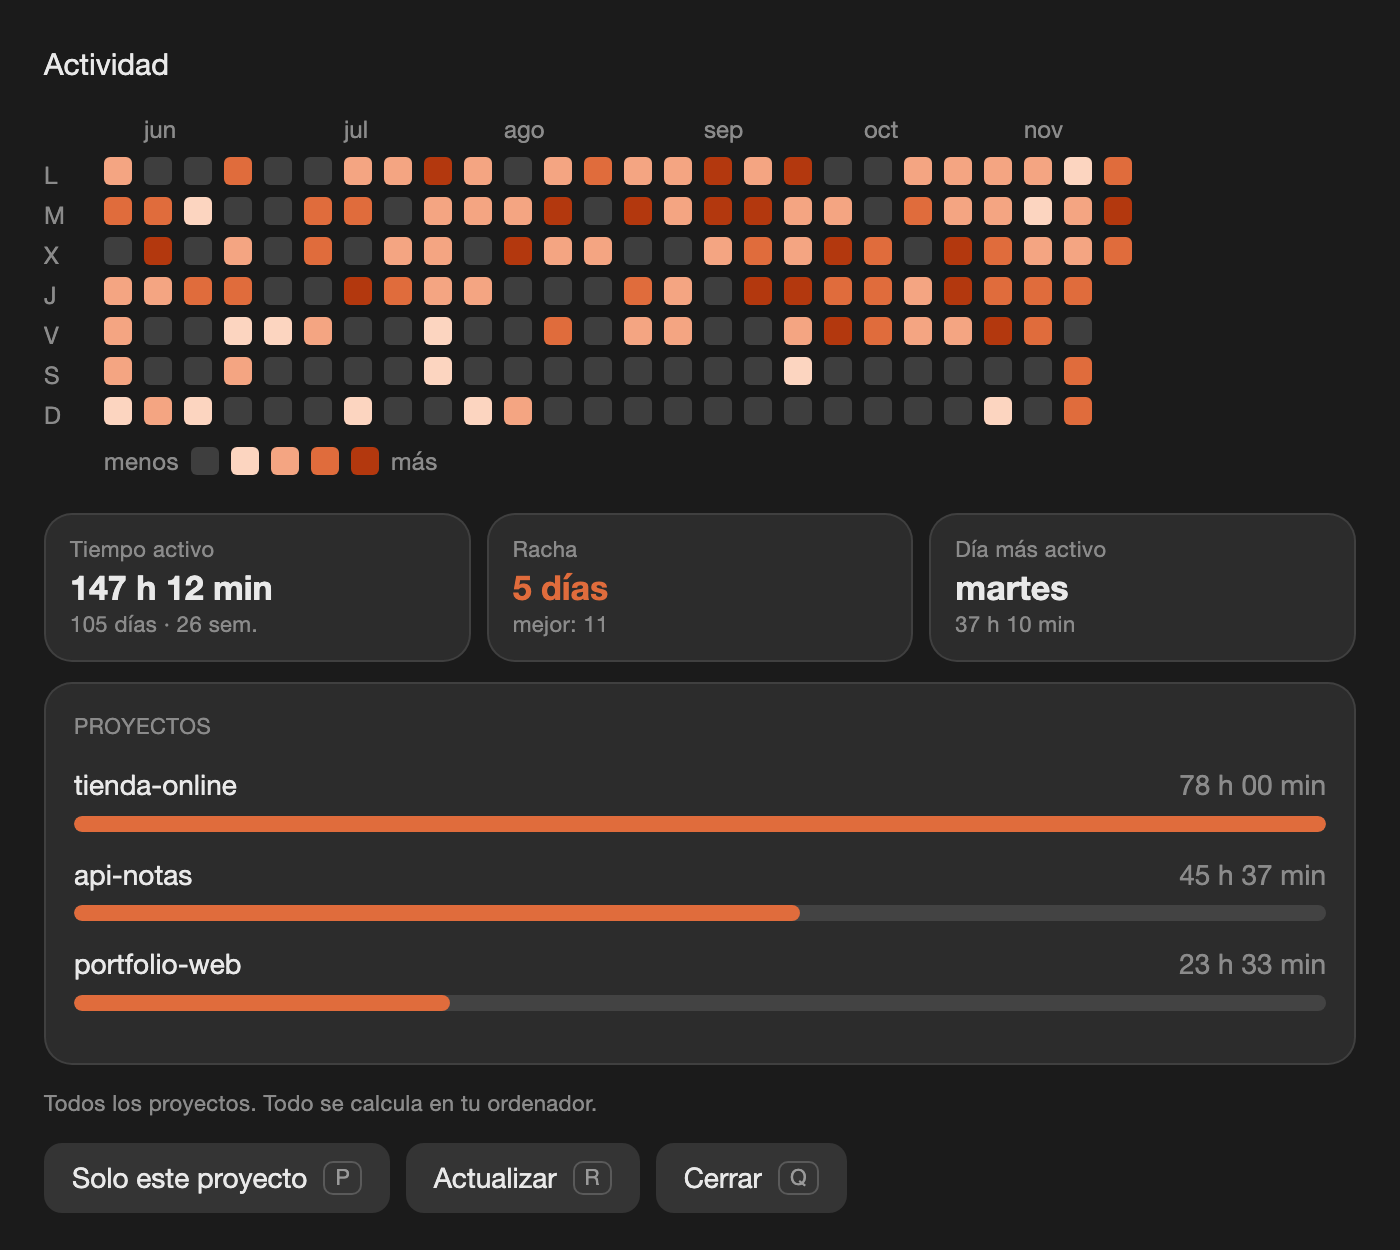 Actividad
jun jul ago sep oct nov
L
M
X
J
V
S
D
menos más
Tiempo activo
147 h 12 min
105 días · 26 sem.
Racha
5 días
mejor: 11
Día más activo
martes
37 h 10 min
PROYECTOS
tienda-online 78 h 00 min
api-notas 45 h 37 min
portfolio-web 23 h 33 min
Todos los proyectos. Todo se calcula en tu ordenador.
Solo este proyecto P Actualizar R Cerrar Q